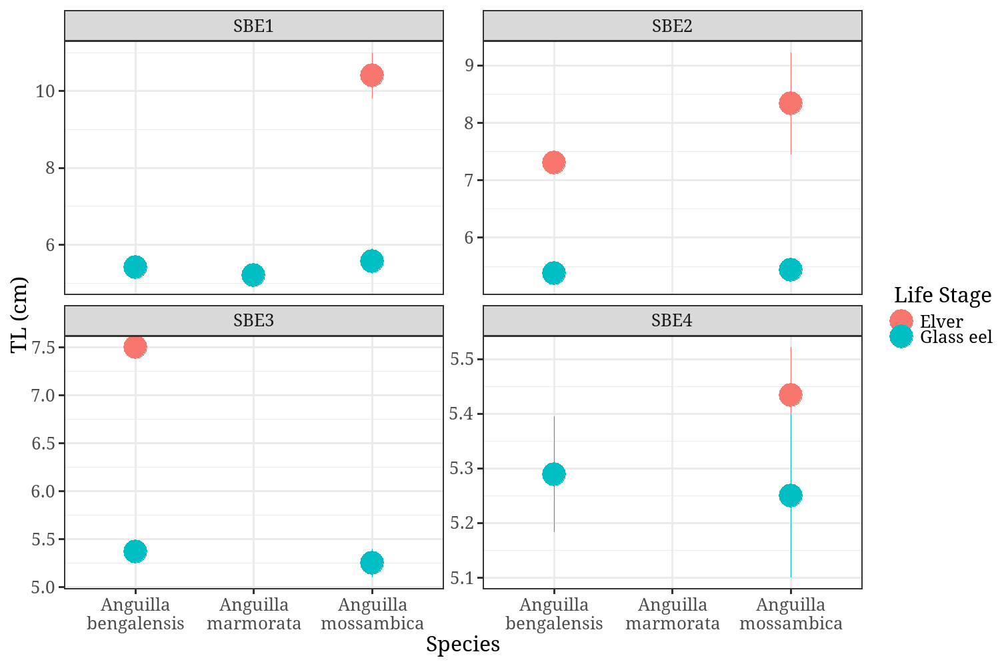 SBE1
SBE2
10
8
6
9
8
7
6
TL (cm)
SBE3
SBE4
7.5
7.0
6.5
6.0
5.5
5.0
5.5
5.4
5.3
5.2
5.1
Anguilla
bengalensis
Anguilla
marmorata
Anguilla
mossambica
Anguilla
bengalensis
Anguilla
marmorata
Anguilla
mossambica
Species
Life Stage
Elver
Glass eel